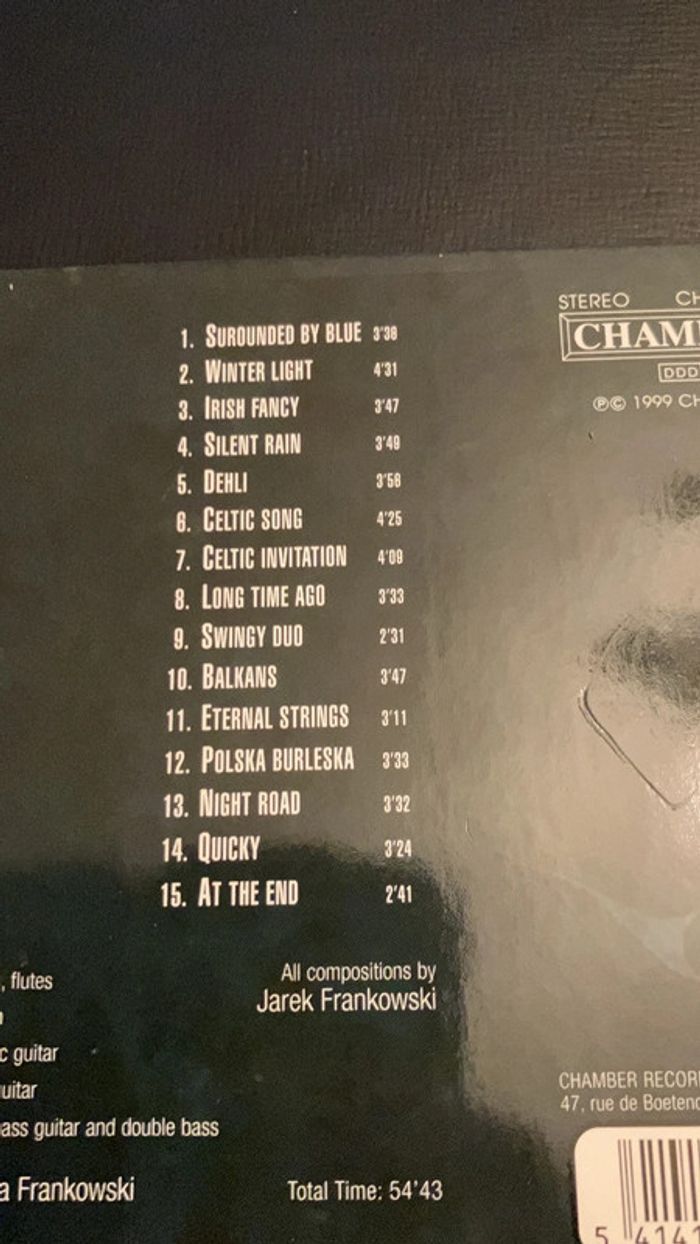 1. SUROUNDED BY BLUE 3'38
2. WINTER LIGHT 4'31
3. IRISH FANCY 3'47
4. SILENT RAIN 3'49
5. DEHLI 3'56
6. CELTIC SONG 4'25
7. CELTIC INVITATION 4'09
8. LONG TIME AGO 3'33
9. SWINGY DUO 2'31
10. BALKANS 3'47
11. ETERNAL STRINGS 3'11
12. POLSKA BURLESKA 3'33
13. NIGHT ROAD 3'32
14. QUICKY 3'24
15. AT THE END 2'41
All compositions by
Jarek Frankowski
, flutes
c guitar
uitar
ass guitar and double bass
a Frankowski
Total Time: 54'43
STEREO CH
CHAM
DDD
℗© 1999 CH
CHAMBER RECOR
47, rue de Boetend
5 4141